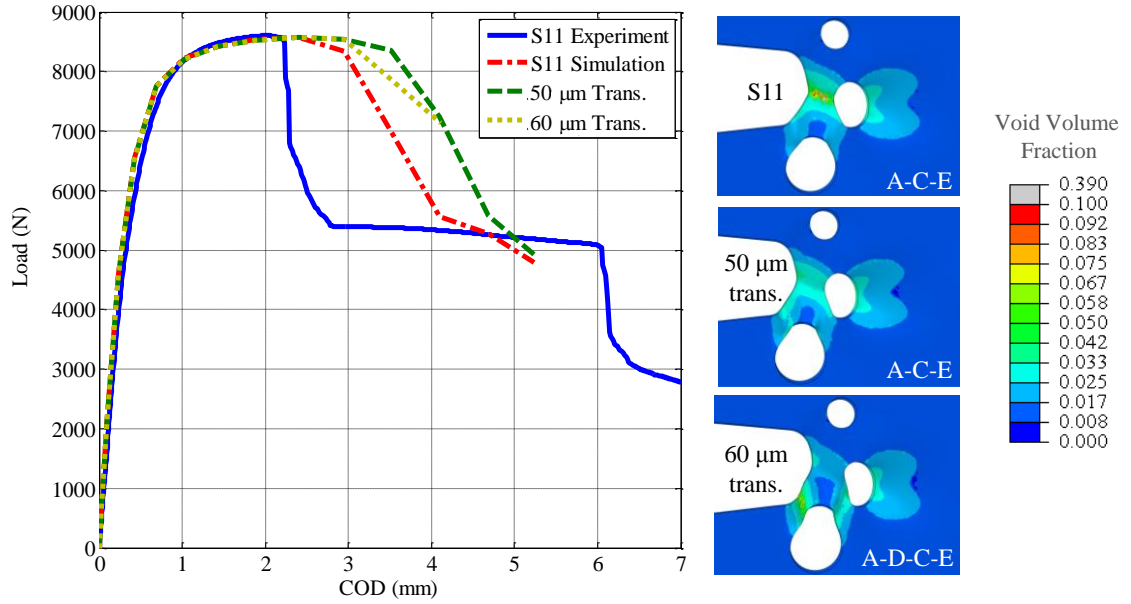 9000
8000
7000
6000
5000
4000
3000
2000
1000
0
Load (N)
0 1 2 3 4 5 6 7
COD (mm)
S11 Experiment
S11 Simulation
50 μm Trans.
60 μm Trans.
S11
A-C-E
50 μm
trans.
A-C-E
60 μm
trans.
A-D-C-E
Void Volume
Fraction
0.390
0.100
0.092
0.083
0.075
0.067
0.058
0.050
0.042
0.033
0.025
0.017
0.008
0.000